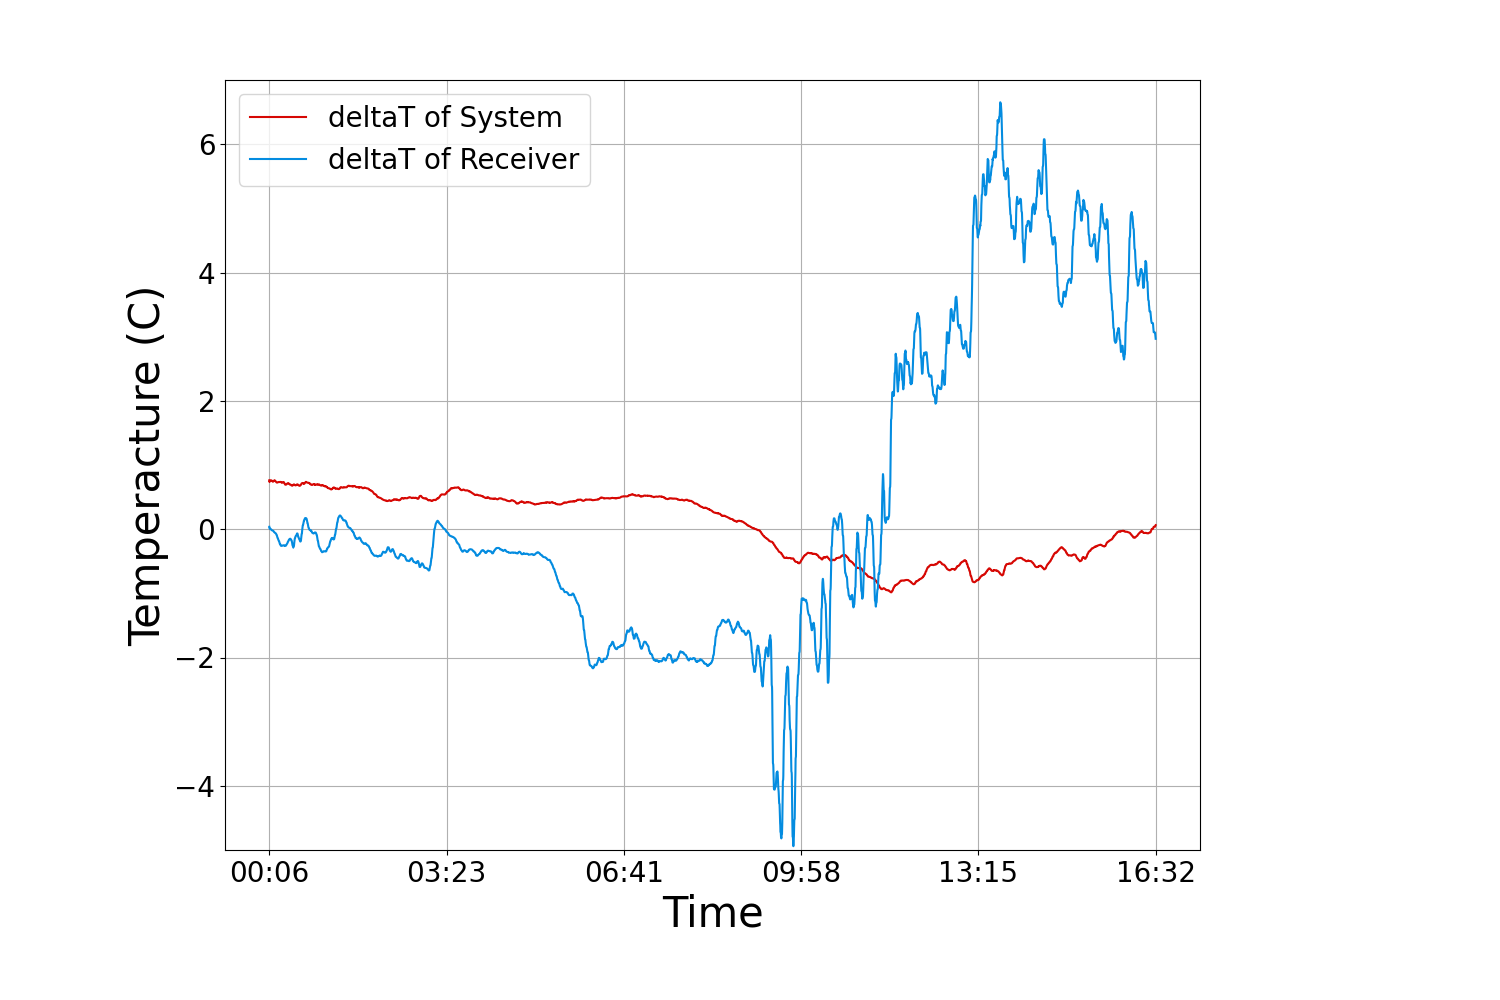 deltaT of System
deltaT of Receiver
6
4
2
0
−2
−4
Temperacture (C)
00:06 03:23 06:41 09:58 13:15 16:32
Time